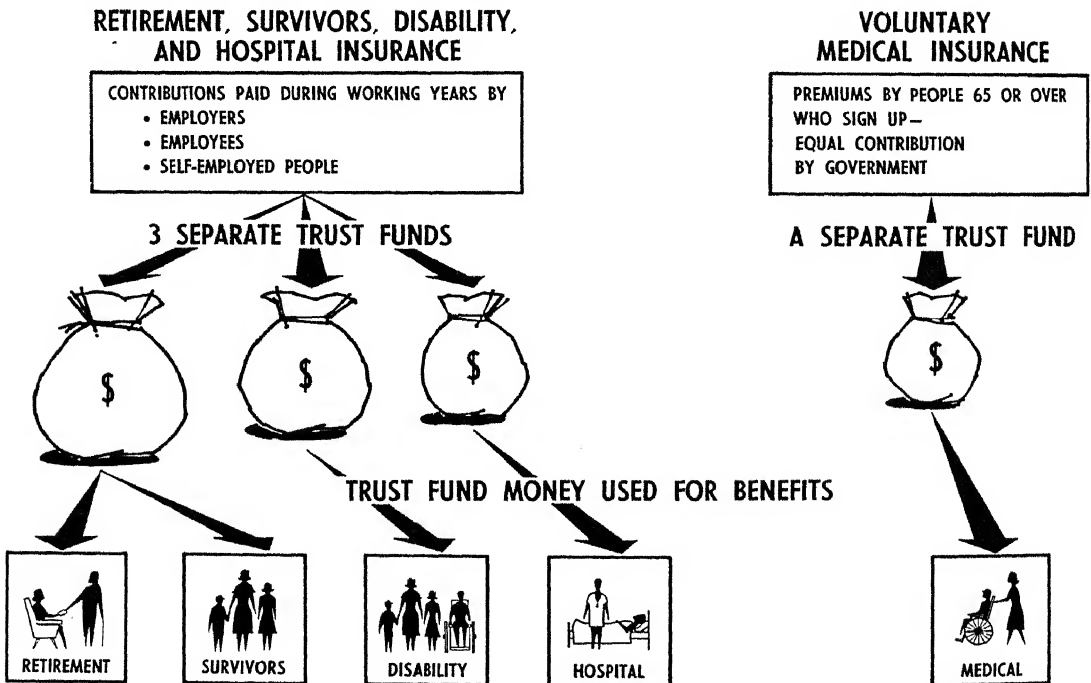 RETIREMENT, SURVIVORS, DISABILITY,
AND HOSPITAL INSURANCE
CONTRIBUTIONS PAID DURING WORKING YEARS BY
• EMPLOYERS
• EMPLOYEES
• SELF-EMPLOYED PEOPLE
3 SEPARATE TRUST FUNDS
$
$
$
VOLUNTARY
MEDICAL INSURANCE
PREMIUMS BY PEOPLE 65 OR OVER
WHO SIGN UP—
EQUAL CONTRIBUTION
BY GOVERNMENT
A SEPARATE TRUST FUND
$
TRUST FUND MONEY USED FOR BENEFITS
RETIREMENT
SURVIVORS
DISABILITY
HOSPITAL
MEDICAL